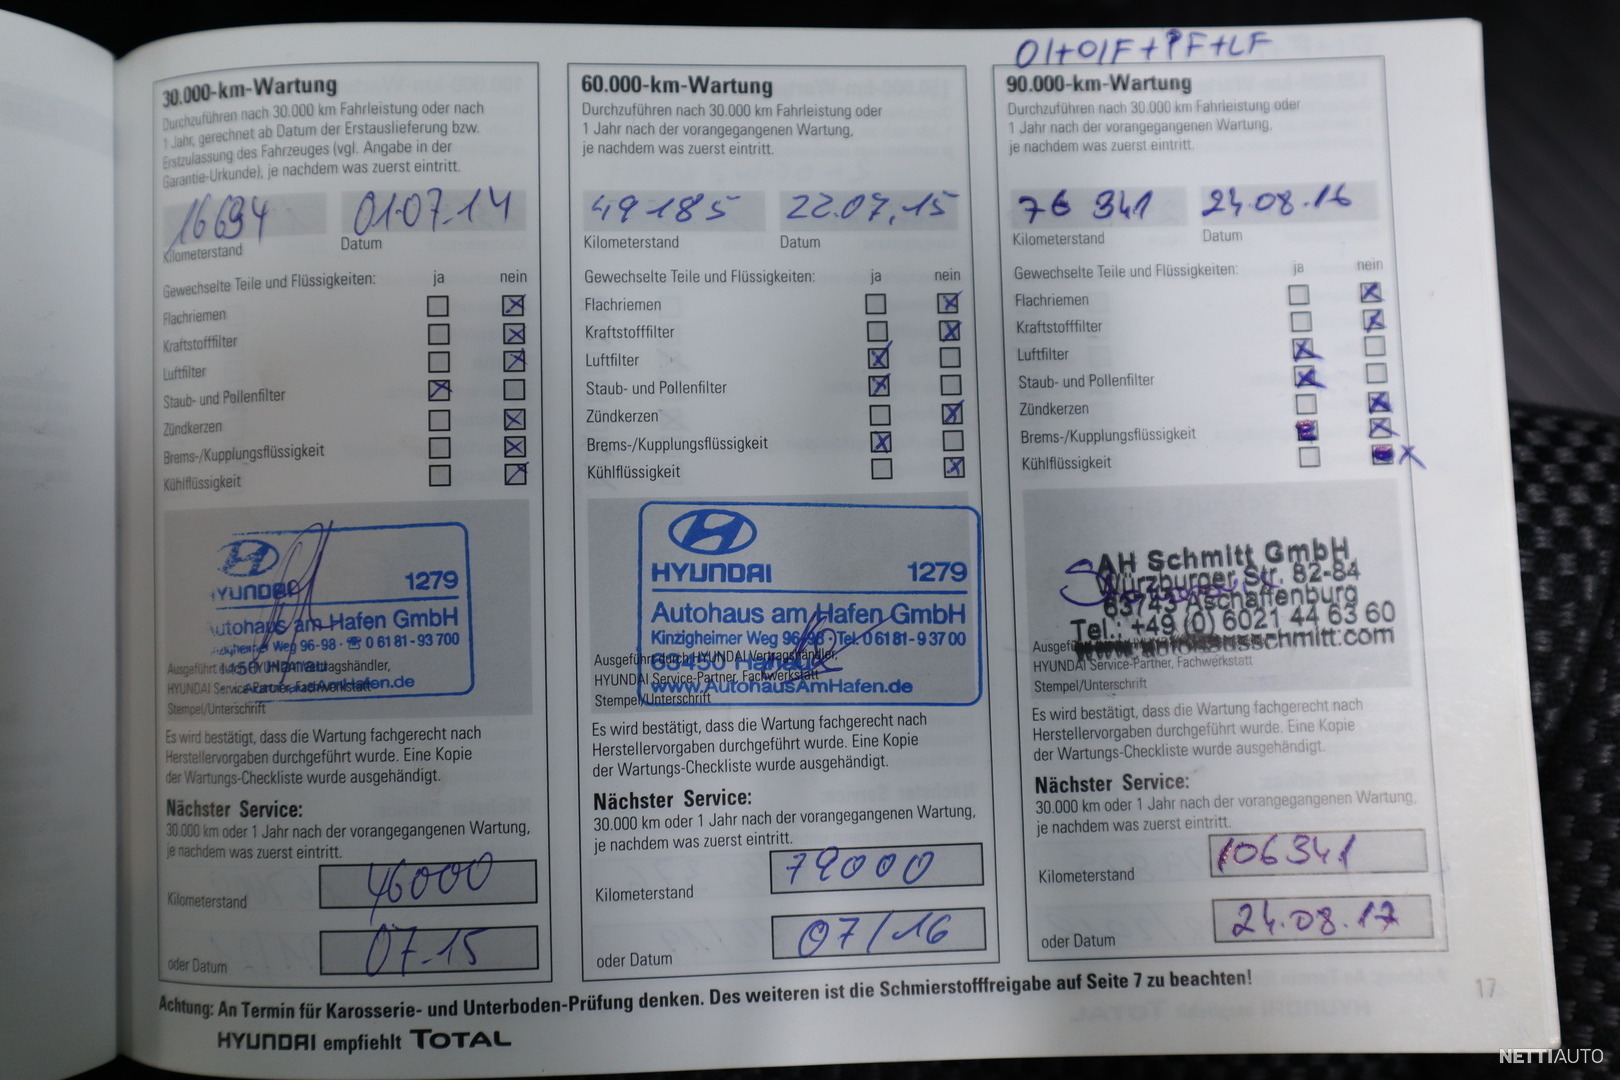 Ol+OlF+PF+LF
30.000-km-Wartung
Durchzuführen nach 30.000 km Fahrleistung oder nach
1 Jahr, gerechnet ab Datum der Erstauslieferung bzw.
Erstzulassung des Fahrzeuges (vgl. Angabe in der
Garantie-Urkunde), je nachdem was zuerst eintritt.
16694 01.07.14
Kilometerstand Datum
Gewechselte Teile und Flüssigkeiten: ja nein
Flachriemen
Kraftstofffilter
Luftfilter
Staub- und Pollenfilter
Zündkerzen
Brems-/Kupplungsflüssigkeit
Kühlflüssigkeit
HYUNDAI 1279
Autohaus am Hafen GmbH
Weg 96-98 · ☎ 0 61 81 - 93 700
Ausgeführt durch HYUNDAI Vertragshändler,
HYUNDAI Service-Partner, Fachwerkstatt
Stempel/Unterschrift
Es wird bestätigt, dass die Wartung fachgerecht nach
Herstellervorgaben durchgeführt wurde. Eine Kopie
der Wartungs-Checkliste wurde ausgehändigt.
Nächster Service:
30.000 km oder 1 Jahr nach der vorangegangenen Wartung,
je nachdem was zuerst eintritt.
Kilometerstand 46000
oder Datum 07.15
60.000-km-Wartung
Durchzuführen nach 30.000 km Fahrleistung oder
1 Jahr nach der vorangegangenen Wartung,
je nachdem was zuerst eintritt.
49185 22.07.15
Kilometerstand Datum
Gewechselte Teile und Flüssigkeiten: ja nein
Flachriemen
Kraftstofffilter
Luftfilter
Staub- und Pollenfilter
Zündkerzen
Brems-/Kupplungsflüssigkeit
Kühlflüssigkeit
HYUNDAI 1279
Autohaus am Hafen GmbH
Kinzigheimer Weg 96-98 · Tel. 0 61 81 - 9 37 00
Ausgeführt durch HYUNDAI Vertragshändler,
63450 Hanau
HYUNDAI Service-Partner, Fachwerkstatt
www.AutohausAmHafen.de
Stempel/Unterschrift
Es wird bestätigt, dass die Wartung fachgerecht nach
Herstellervorgaben durchgeführt wurde. Eine Kopie
der Wartungs-Checkliste wurde ausgehändigt.
Nächster Service:
30.000 km oder 1 Jahr nach der vorangegangenen Wartung,
je nachdem was zuerst eintritt.
Kilometerstand 79000
oder Datum 07/16
90.000-km-Wartung
Durchzuführen nach 30.000 km Fahrleistung oder
1 Jahr nach der vorangegangenen Wartung,
je nachdem was zuerst eintritt.
76 341 24.08.16
Kilometerstand Datum
Gewechselte Teile und Flüssigkeiten: ja nein
Flachriemen
Kraftstofffilter
Luftfilter
Staub- und Pollenfilter
Zündkerzen
Brems-/Kupplungsflüssigkeit
Kühlflüssigkeit
AH Schmitt GmbH
Würzburger Str. 82-84
63743 Aschaffenburg
Tel.: +49 (0) 6021 44 63 60
www.autohausschmitt.com
HYUNDAI Service-Partner, Fachwerkstatt
Stempel/Unterschrift
Es wird bestätigt, dass die Wartung fachgerecht nach
Herstellervorgaben durchgeführt wurde. Eine Kopie
der Wartungs-Checkliste wurde ausgehändigt.
Nächster Service:
30.000 km oder 1 Jahr nach der vorangegangenen Wartung,
je nachdem was zuerst eintritt.
Kilometerstand 106341
oder Datum 24.08.17
Achtung: An Termin für Karosserie- und Unterboden-Prüfung denken. Des weiteren ist die Schmierstofffreigabe auf Seite 7 zu beachten!
HYUNDAI empfiehlt TOTAL
17
NETTIAUTO